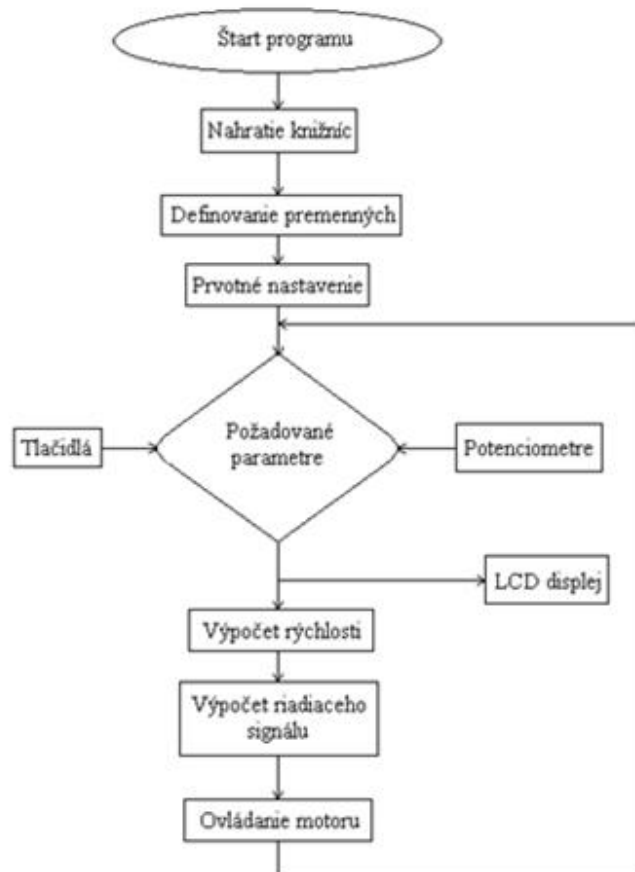 Štart programu
Nahratie knižníc
Definovanie premenných
Prvotné nastavenie
Požadované
parametre
Tlačidlá
Potenciometre
LCD displej
Výpočet rýchlosti
Výpočet riadiaceho
signálu
Ovládanie motoru